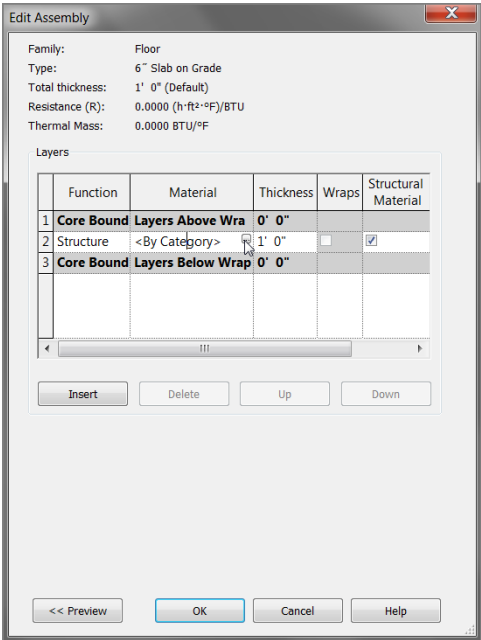 Edit Assembly
Family: Floor
Type: 6" Slab on Grade
Total thickness: 1' 0" (Default)
Resistance (R): 0.0000 (h·ft²·°F)/BTU
Thermal Mass: 0.0000 BTU/°F
Layers
Function Material Thickness Wraps Structural Material
1 Core Bound Layers Above Wra 0' 0"
2 Structure <By Category> 1' 0"
3 Core Bound Layers Below Wrap 0' 0"
Insert Delete Up Down
<< Preview OK Cancel Help